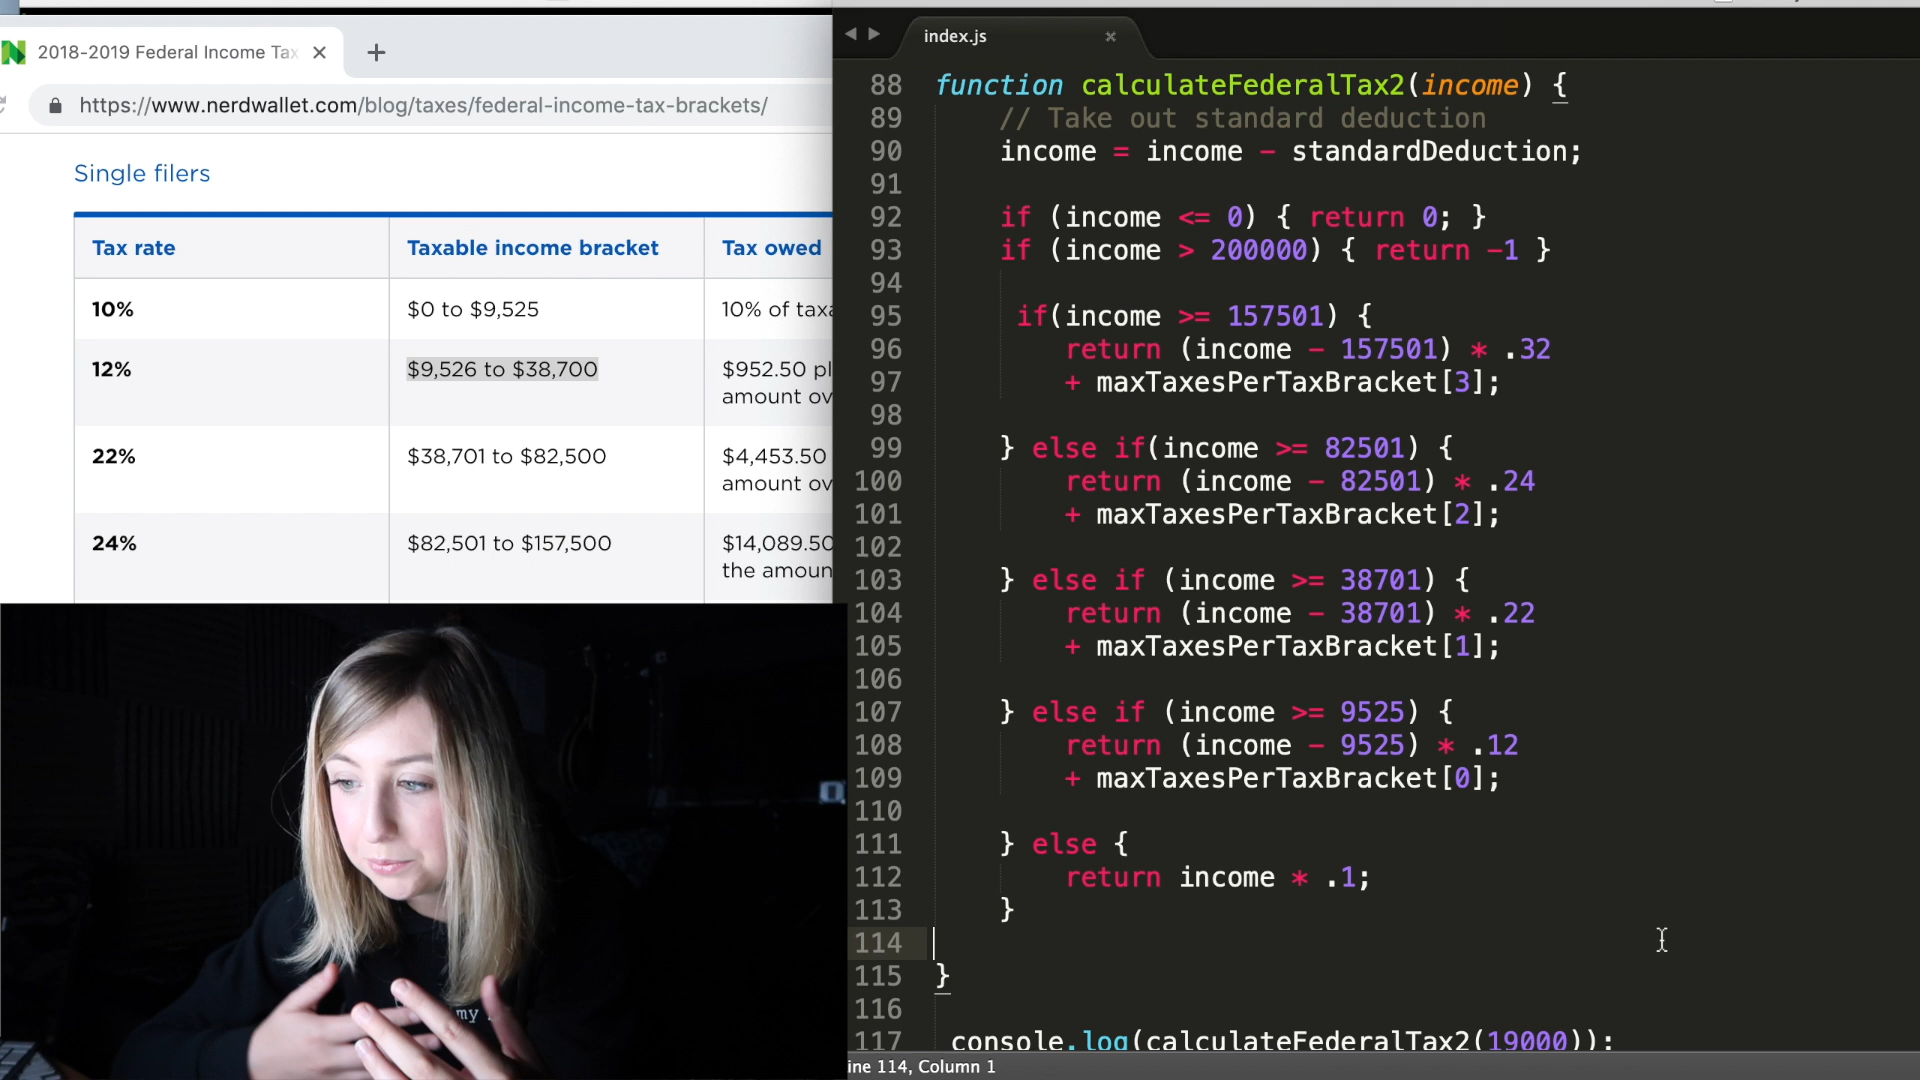 2018-2019 Federal Income Tax
https://www.nerdwallet.com/blog/taxes/federal-income-tax-brackets/
Single filers
Tax rate Taxable income bracket Tax owed
10% $0 to $9,525 10% of
12% $9,526 to $38,700 $952.50
amount
22% $38,701 to $82,500 $4,453.50
amount
24% $82,501 to $157,500 $14,089.50
the
my
index.js
88 function calculateFederalTax2(income) {
89 // Take out standard deduction
90 income = income - standardDeduction;
91
92 if (income <= 0) { return 0; }
93 if (income > 200000) { return -1 }
94
95 if(income >= 157501) {
96 return (income - 157501) * .32
97 + maxTaxesPerTaxBracket[3];
98
99 } else if(income >= 82501) {
100 return (income - 82501) * .24
101 + maxTaxesPerTaxBracket[2];
102
103 } else if (income >= 38701) {
104 return (income - 38701) * .22
105 + maxTaxesPerTaxBracket[1];
106
107 } else if (income >= 9525) {
108 return (income - 9525) * .12
109 + maxTaxesPerTaxBracket[0];
110
111 } else {
112 return income * .1;
113 }
114
115 }
116
117 console.log(calculateFederalTax2(19000));
ine 114, Column 1